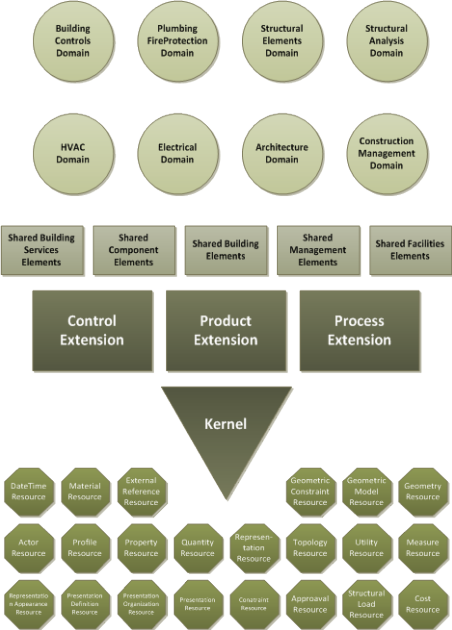 Building
Controls
Domain
Plumbing
FireProtection
Domain
Structural
Elements
Domain
Structural
Analysis
Domain
HVAC
Domain
Electrical
Domain
Architecture
Domain
Construction
Management
Domain
Shared Building
Services
Elements
Shared
Component
Elements
Shared Building
Elements
Shared
Management
Elements
Shared Facilities
Elements
Control
Extension
Product
Extension
Process
Extension
Kernel
DateTime
Resource
Material
Resource
External
Reference
Resource
Geometric
Constraint
Resource
Geometric
Model
Resource
Geometry
Resource
Actor
Resource
Profile
Resource
Property
Resource
Quantity
Resource
Represen-
tation
Resource
Topology
Resource
Utility
Resource
Measure
Resource
Representatio
n Appearance
Resource
Presentation
Definition
Resource
Presentation
Organization
Resource
Presentation
Resource
Constraint
Resource
Approaval
Resource
Structural
Load
Resource
Cost
Resource